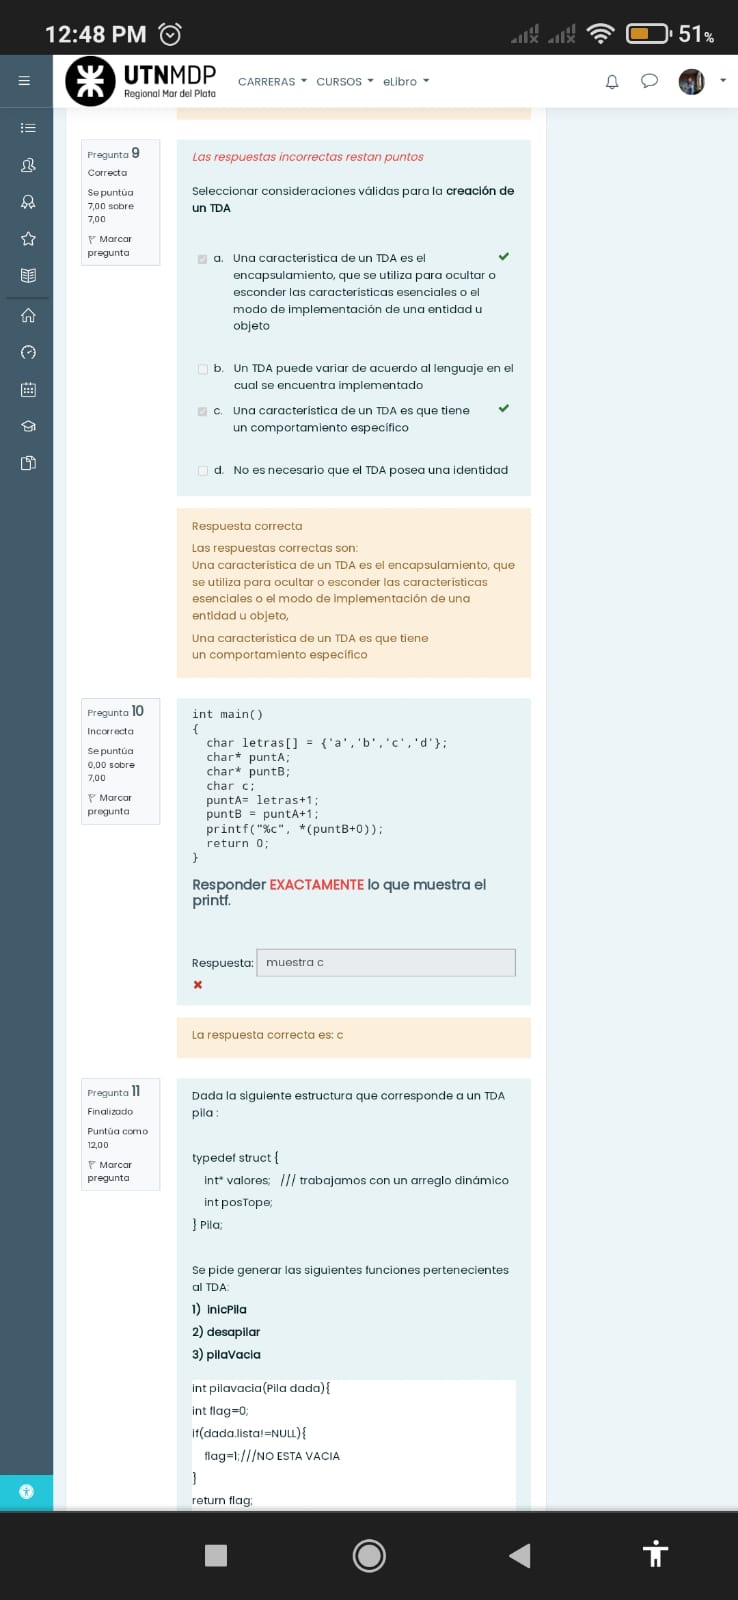 12:48 PM
51%
UTNMDP
Regional Mar del Plata
CARRERAS
CURSOS
eLibro
Pregunta 9
Correcta
Se puntúa
7,00 sobre
7,00
Marcar
pregunta
Las respuestas incorrectas restan puntos
Seleccionar consideraciones válidas para la creación de
un TDA
a. Una característica de un TDA es el
encapsulamiento, que se utiliza para ocultar o
esconder las características esenciales o el
modo de implementación de una entidad u
objeto
b. Un TDA puede variar de acuerdo al lenguaje en el
cual se encuentra implementado
c. Una característica de un TDA es que tiene
un comportamiento específico
d. No es necesario que el TDA posea una identidad
Respuesta correcta
Las respuestas correctas son:
Una característica de un TDA es el encapsulamiento, que
se utiliza para ocultar o esconder las características
esenciales o el modo de implementación de una
entidad u objeto,
Una característica de un TDA es que tiene
un comportamiento específico
Pregunta 10
Incorrecta
Se puntúa
0,00 sobre
7,00
Marcar
pregunta
int main()
{
char letras[] = {'a','b','c','d'};
char* puntA;
char* puntB;
char c;
puntA= letras+1;
puntB = puntA+1;
printf("%c", *(puntB+0));
return 0;
}
Responder EXACTAMENTE lo que muestra el
printf.
Respuesta: muestra c
La respuesta correcta es: c
Pregunta 11
Finalizado
Puntúa como
12,00
Marcar
pregunta
Dada la siguiente estructura que corresponde a un TDA
pila :
typedef struct {
int* valores; /// trabajamos con un arreglo dinámico
int posTope;
} Pila;
Se pide generar las siguientes funciones pertenecientes
al TDA:
1) inicPila
2) desapilar
3) pilaVacia
int pilavacia(Pila dada){
int flag=0;
if(dada.lista!=NULL){
flag=1;///NO ESTA VACIA
}
return flag;